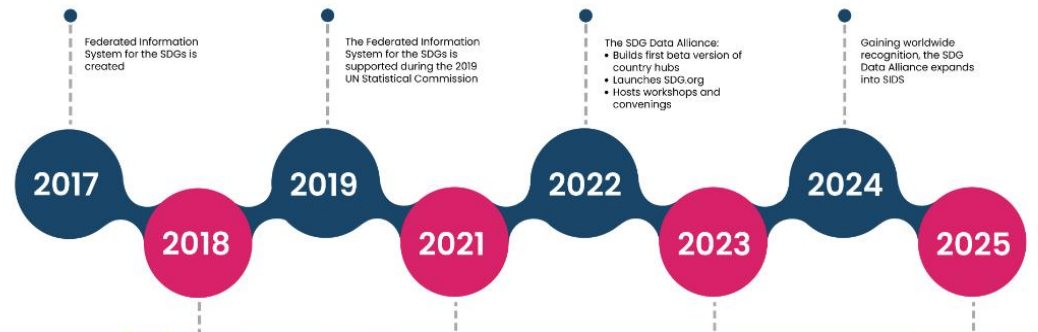 Federated Information
System for the SDGs is
created
The Federated Information
System for the SDGs is
supported during the 2019
UN Statistical Commission
The SDG Data Alliance:
• Builds first beta version of
country hubs
• Launches SDG.org
• Hosts workshops and
convenings
Gaining worldwide
recognition, the SDG
Data Alliance expands
into SIDS
2017
2018
2019
2021
2022
2023
2024
2025